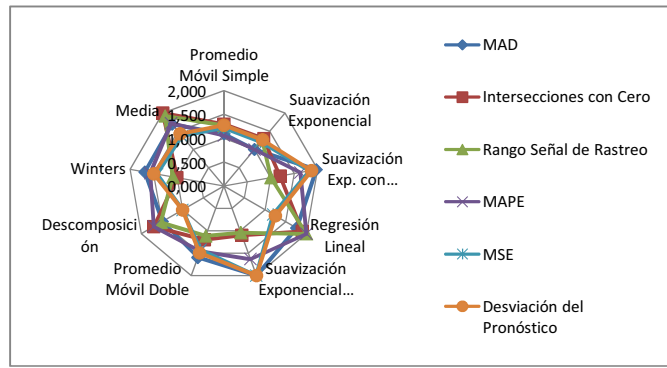 Promedio
Móvil Simple
Suavización
Exponencial
Suavización
Exp. con...
Regresión
Lineal
Suavización
Exponencial...
Promedio
Móvil Doble
Descomposici
ón
Winters
Media
2,000
1,500
1,000
0,500
0,000
MAD
Intersecciones con Cero
Rango Señal de Rastreo
MAPE
MSE
Desviación del
Pronóstico